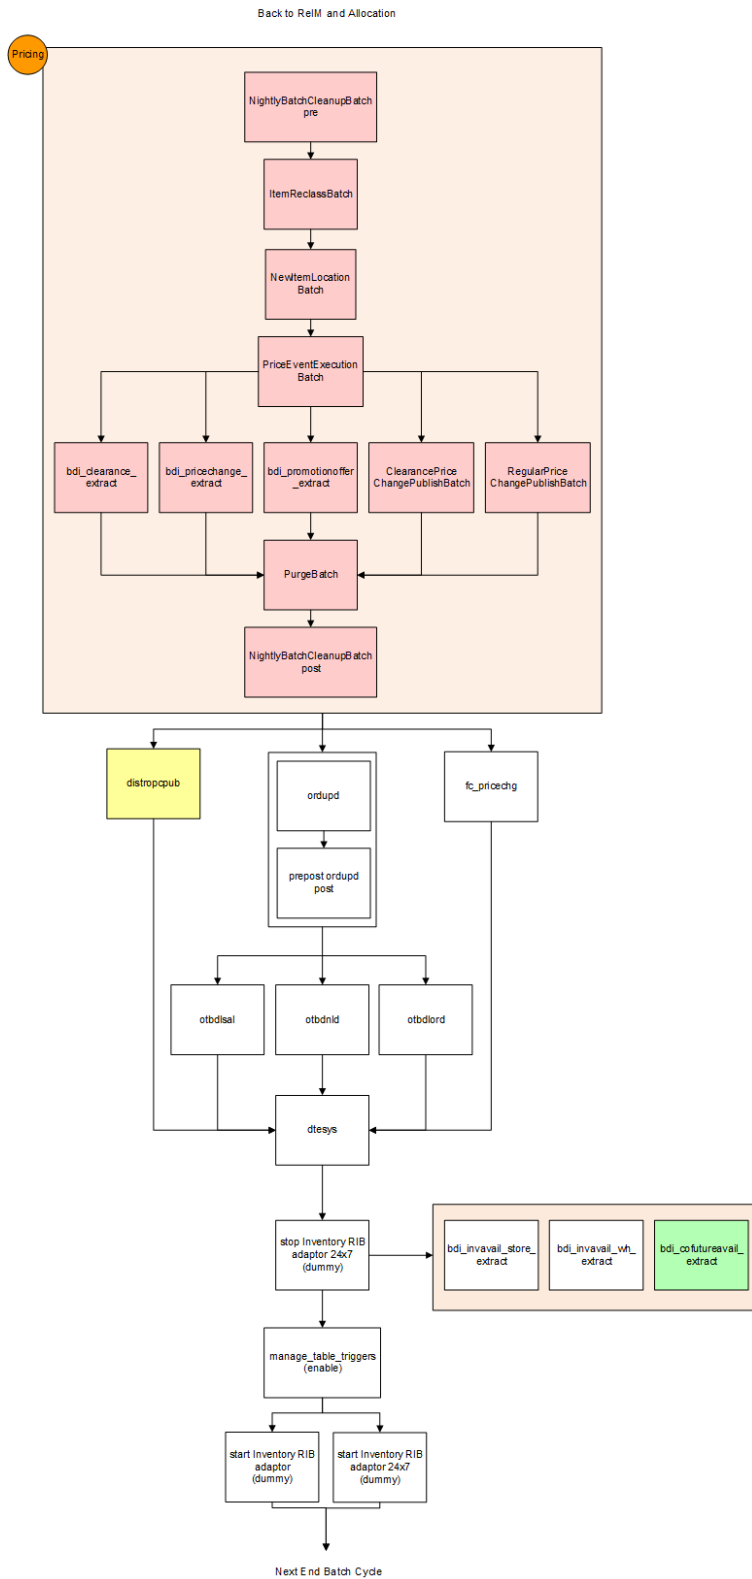 Back to ReIM and Allocation
Pricing
NightlyBatchCleanupBatch
pre
ItemReclassBatch
NewItemLocation
Batch
PriceEventExecution
Batch
bdi_clearance_
extract
bdi_pricechange_
extract
bdi_promotionoffer
_extract
ClearancePrice
ChangePublishBatch
RegularPrice
ChangePublishBatch
PurgeBatch
NightlyBatchCleanupBatch
post
distropcpub
ordupd
fc_pricechg
prepost ordupd
post
otbdlsal
otbdnld
otbdlord
dtesys
stop Inventory RIB
adaptor 24x7
(dummy)
bdi_invavail_store_
extract
bdi_invavail_wh_
extract
bdi_cofutureavail_
extract
manage_table_triggers
(enable)
start Inventory RIB
adaptor
(dummy)
start Inventory RIB
adaptor 24x7
(dummy)
Next End Batch Cycle